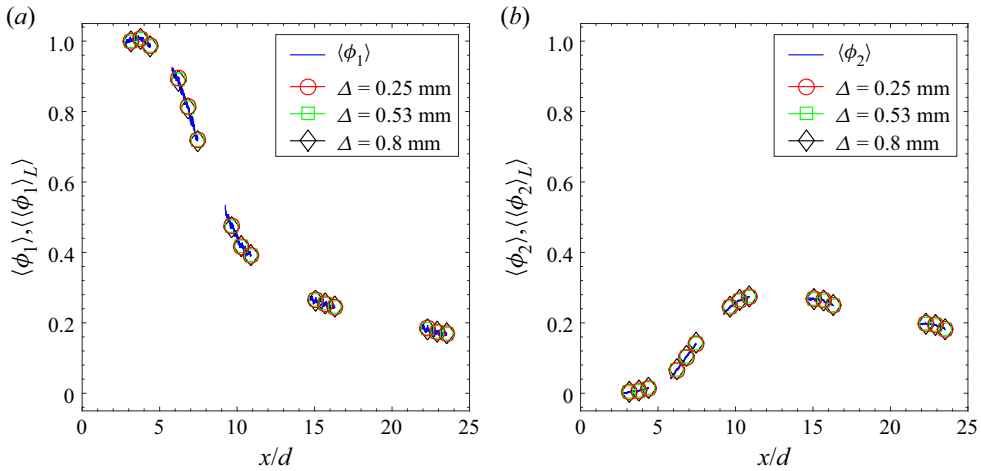 (a)
1.0
0.8
0.6
0.4
0.2
0
⟨ϕ1⟩,⟨⟨ϕ1⟩L⟩
⟨ϕ1⟩
Δ = 0.25 mm
Δ = 0.53 mm
Δ = 0.8 mm
0 5 10 15 20 25
x/d
(b)
1.0
0.8
0.6
0.4
0.2
0
⟨ϕ2⟩,⟨⟨ϕ2⟩L⟩
⟨ϕ2⟩
Δ = 0.25 mm
Δ = 0.53 mm
Δ = 0.8 mm
0 5 10 15 20 25
x/d